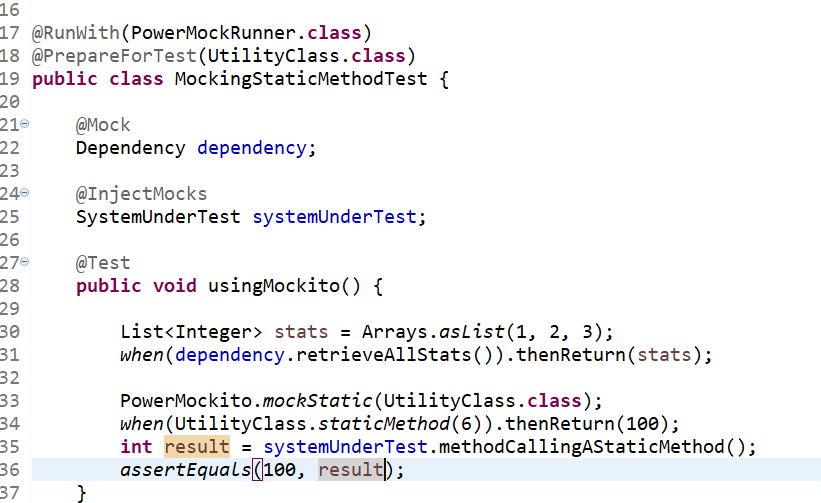 16
17 @RunWith(PowerMockRunner.class)
18 @PrepareForTest(UtilityClass.class)
19 public class MockingStaticMethodTest {
20
21 @Mock
22 Dependency dependency;
23
24 @InjectMocks
25 SystemUnderTest systemUnderTest;
26
27 @Test
28 public void usingMockito() {
29
30 List<Integer> stats = Arrays.asList(1, 2, 3);
31 when(dependency.retrieveAllStats()).thenReturn(stats);
32
33 PowerMockito.mockStatic(UtilityClass.class);
34 when(UtilityClass.staticMethod(6)).thenReturn(100);
35 int result = systemUnderTest.methodCallingAStaticMethod();
36 assertEquals(100, result);
37 }